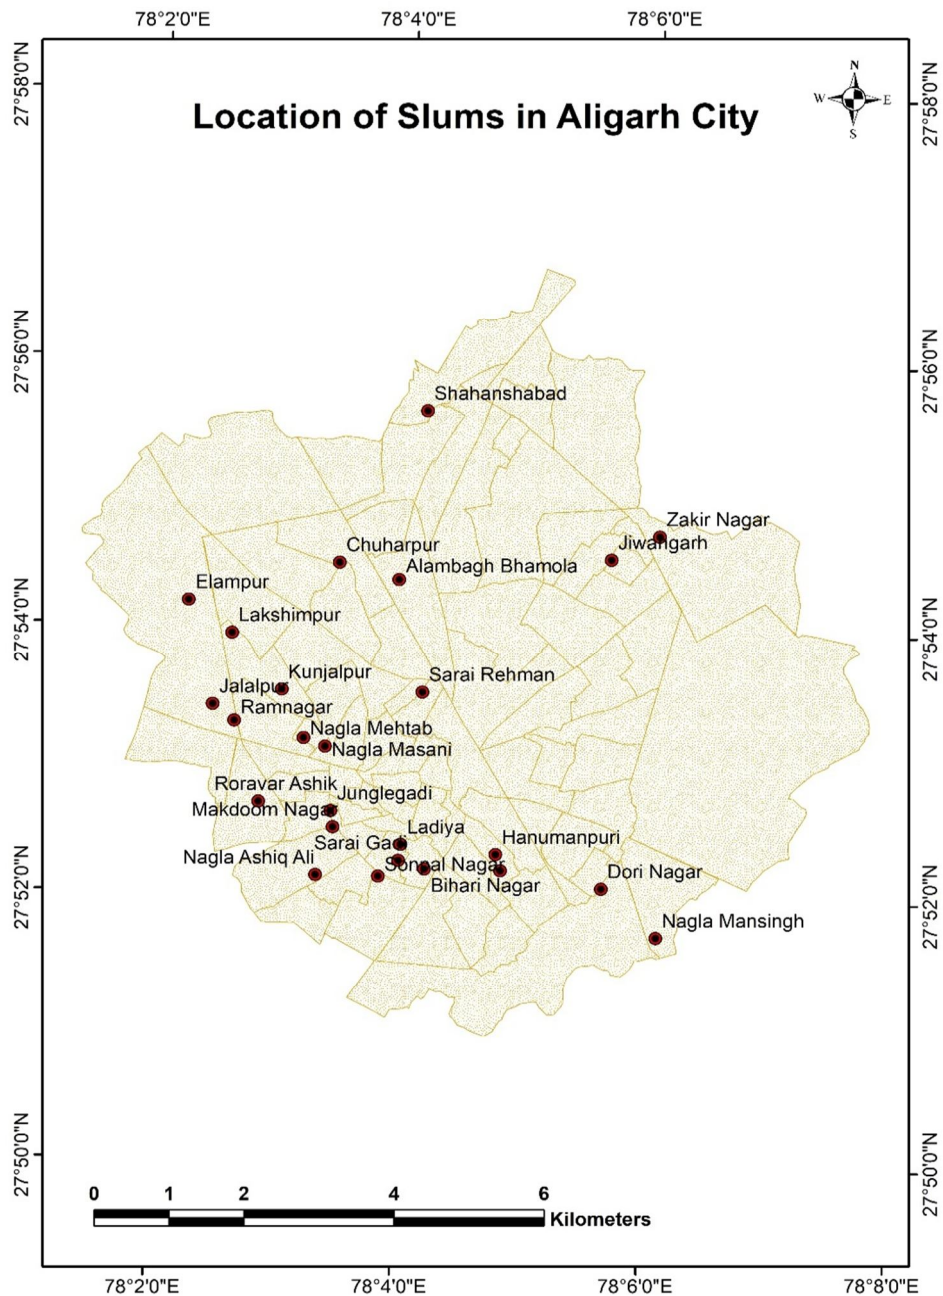 78°2'0"E 78°4'0"E 78°6'0"E
27°58'0"N
27°58'0"N
N
W E
S
Location of Slums in Aligarh City
27°56'0"N
27°56'0"N
Shahanshabad
Zakir Nagar
Jiwangarh
Chuharpur
Alambagh Bhamola
Elampur
Lakshimpur
27°54'0"N
27°54'0"N
Kunjalpur
Sarai Rehman
Jalalpur
Ramnagar
Nagla Mehtab
Nagla Masani
Roravar Ashik
Junglegadi
Makdoom Nagar
Ladiya
Hanumanpuri
Sarai Gadi
Nagla Ashiq Ali
Sonpal Nagar
Bihari Nagar
Dori Nagar
27°52'0"N
27°52'0"N
Nagla Mansingh
27°50'0"N
27°50'0"N
0 1 2 4 6
Kilometers
78°2'0"E 78°4'0"E 78°6'0"E 78°8'0"E